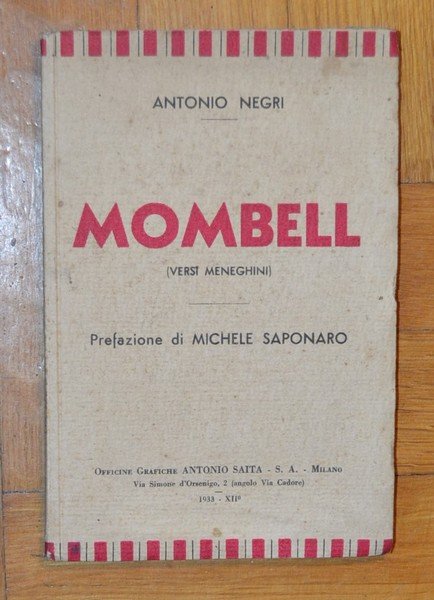 ANTONIO NEGRI
MOMBELL
(VERSI MENEGHINI)
Prefazione di MICHELE SAPONARO
OFFICINE GRAFICHE ANTONIO SAITA - S. A. - MILANO
Via Simone d'Orsenigo, 2 (angolo Via Cadore)
1933 - XII°